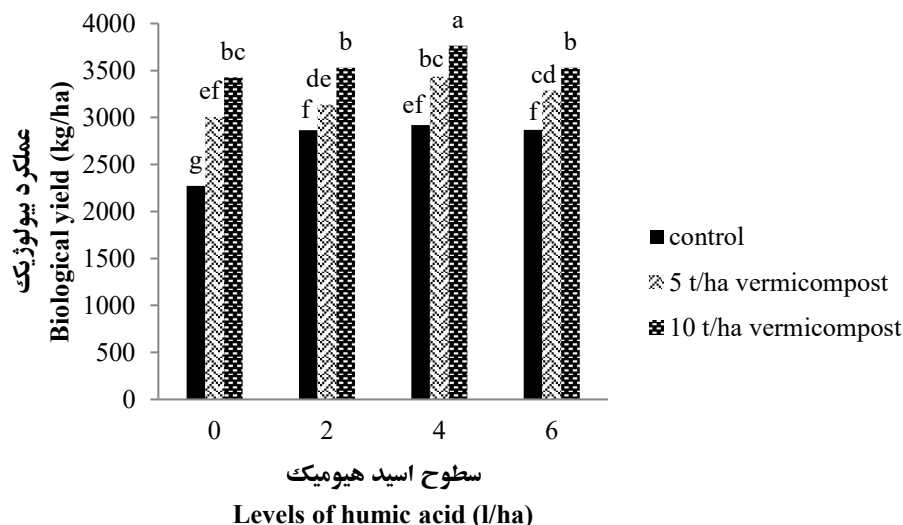 عملکرد بیولوژیک
Biological yield (kg/ha)
4000
3500
3000
2500
2000
1500
1000
500
0
g
ef
bc
f
de
b
ef
bc
a
f
cd
b
0
2
4
6
سطوح اسید هیومیک
Levels of humic acid (l/ha)
control
5 t/ha vermicompost
10 t/ha vermicompost